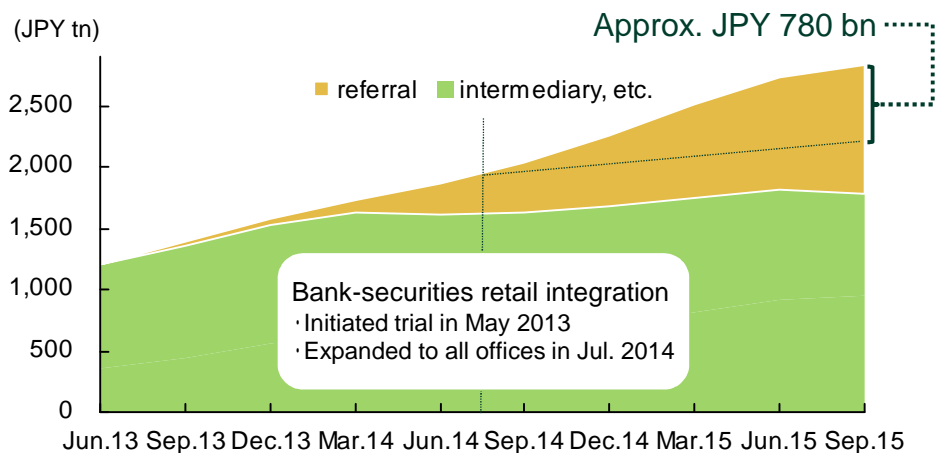 (JPY tn)
Approx. JPY 780 bn
referral intermediary, etc.
2,500
2,000
1,500
1,000
500
0
Bank-securities retail integration
・Initiated trial in May 2013
・Expanded to all offices in Jul. 2014
Jun.13 Sep.13 Dec.13 Mar.14 Jun.14 Sep.14 Dec.14 Mar.15 Jun.15 Sep.15